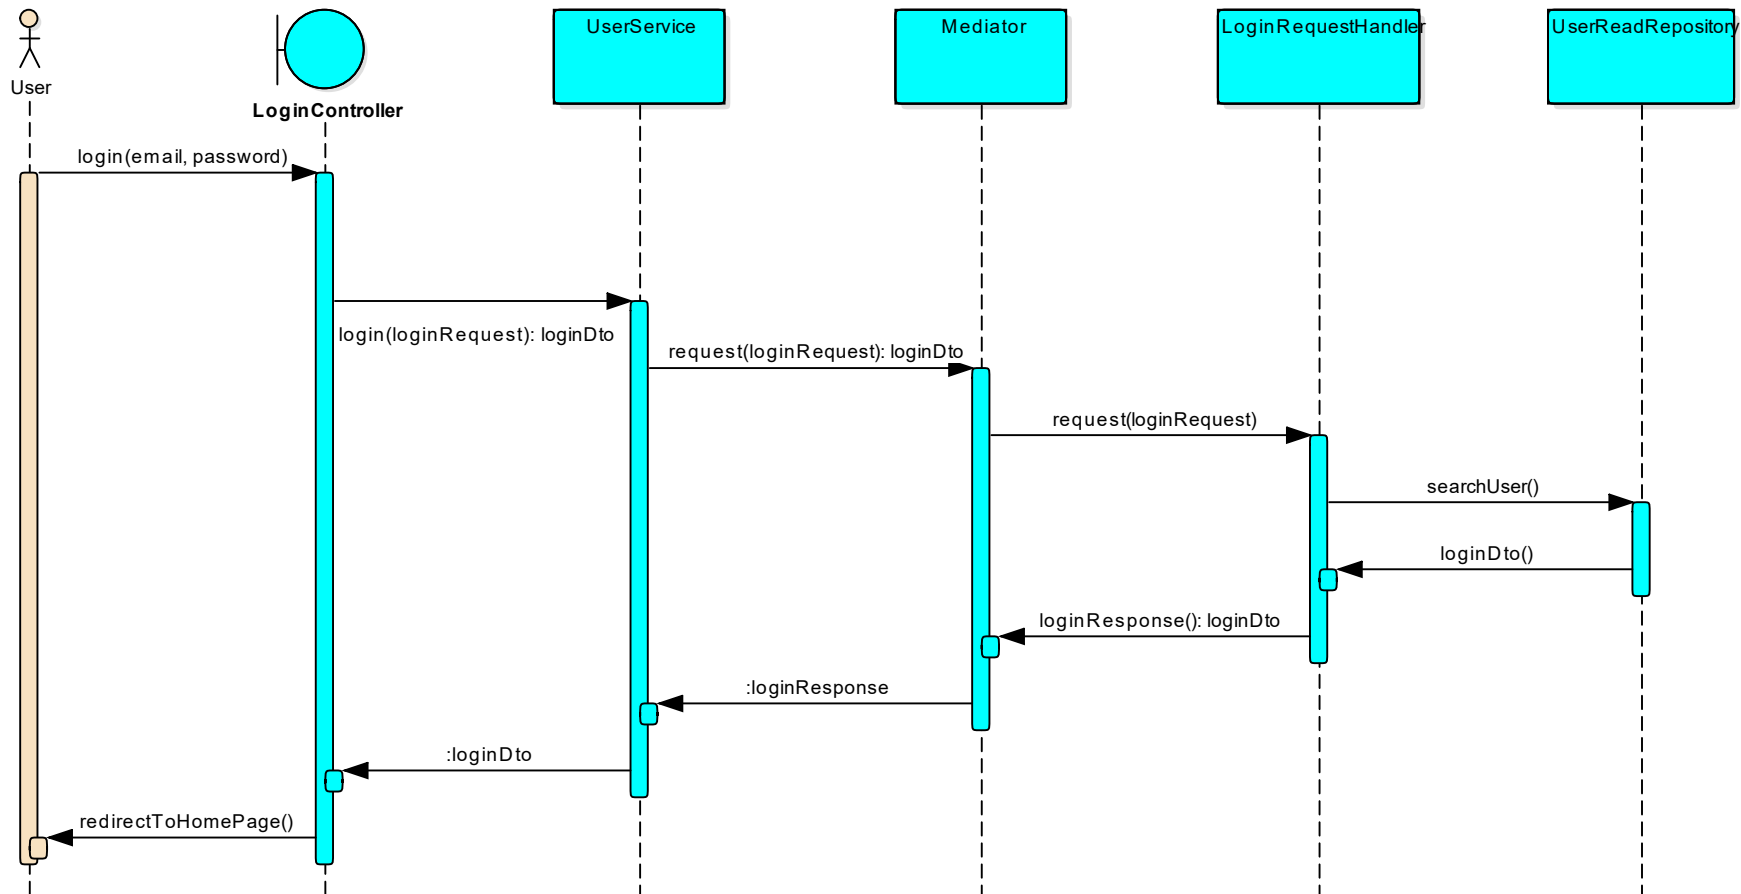 User
LoginController
UserService
Mediator
LoginRequestHandler
UserReadRepository
login(email, password)
login(loginRequest): loginDto
request(loginRequest): loginDto
request(loginRequest)
searchUser()
loginDto()
loginResponse(): loginDto
:loginResponse
:loginDto
redirectToHomePage()